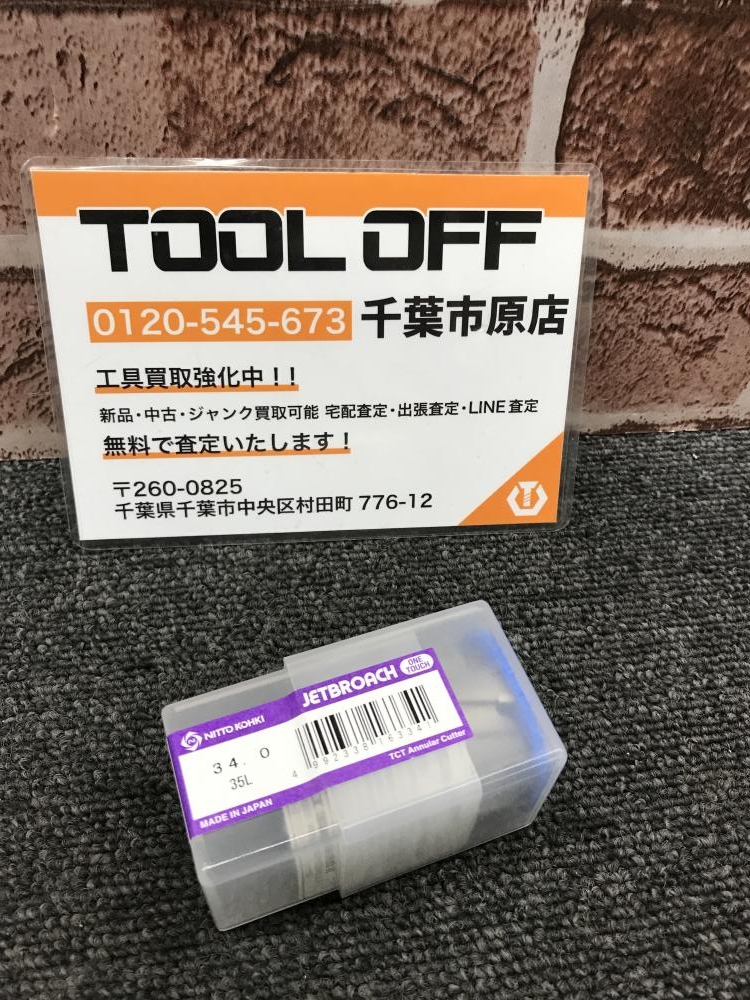 TOOL OFF
0120-545-673 千葉市原店
工具買取強化中！！
新品・中古・ジャンク買取可能 宅配査定・出張査定・LINE査定
無料で査定いたします！
〒260-0825
千葉県千葉市中央区村田町 776-12
JETBROACH ONE TOUCH
NITTO KOHKI
34.0
35L
4 992338 163341
TCT Annular Cutter
MADE IN JAPAN